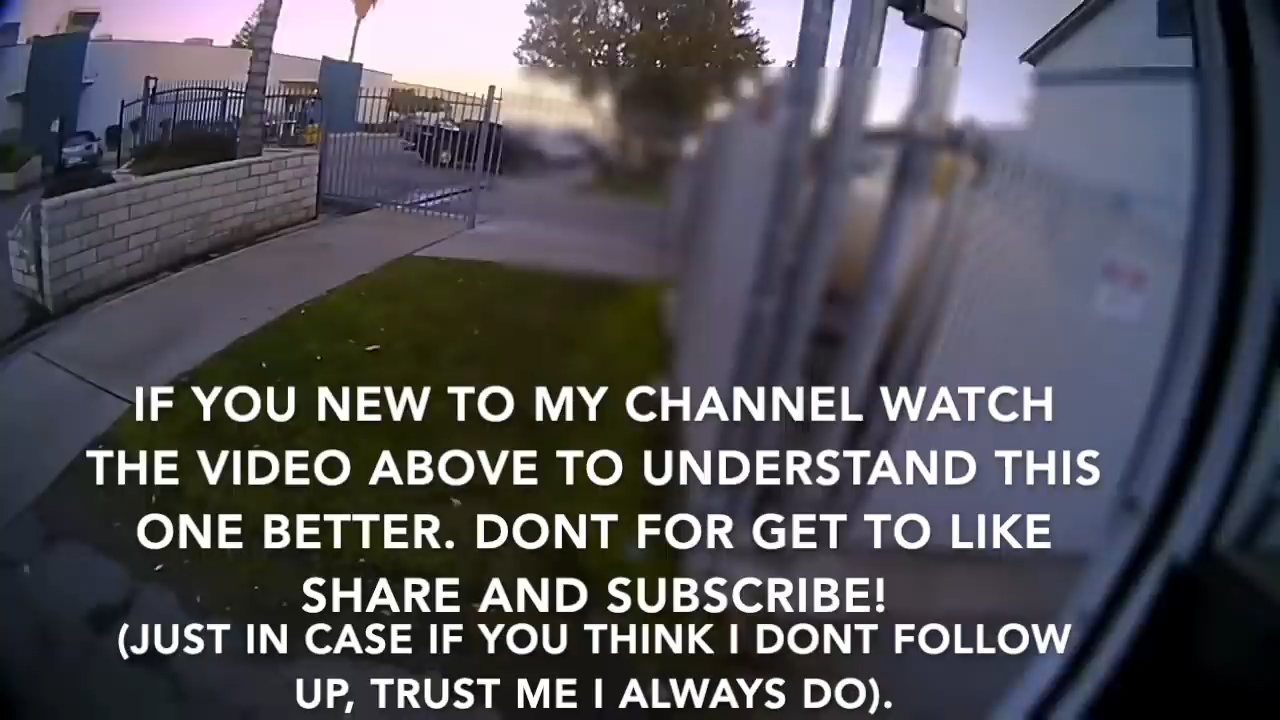 IF YOU NEW TO MY CHANNEL WATCH
THE VIDEO ABOVE TO UNDERSTAND THIS
ONE BETTER. DONT FOR GET TO LIKE
SHARE AND SUBSCRIBE!
(JUST IN CASE IF YOU THINK I DONT FOLLOW
UP, TRUST ME I ALWAYS DO).